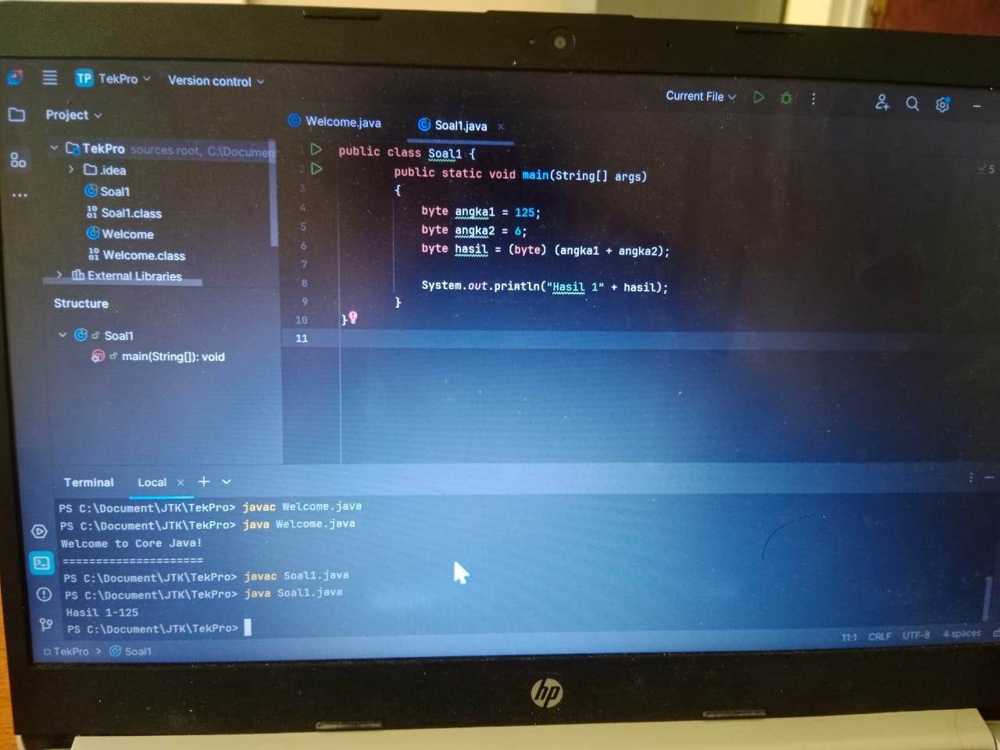 TP TekPro Version control Current File
Project
Welcome.java Soal1.java
TekPro sources root, C:\Documen
.idea
Soal1
Soal1.class
Welcome
Welcome.class
External Libraries
1 public class Soal1 {
2 public static void main(String[] args)
3 {
4 byte angka1 = 125;
5 byte angka2 = 6;
6 byte hasil = (byte) (angka1 + angka2);
7
8 System.out.println("Hasil 1" + hasil);
9 }
10 }
11
5
Structure
Soal1
main(String[]): void
Terminal Local
PS C:\Document\JTK\TekPro> javac Welcome.java
PS C:\Document\JTK\TekPro> java Welcome.java
Welcome to Core Java!
=====================
PS C:\Document\JTK\TekPro> javac Soal1.java
PS C:\Document\JTK\TekPro> java Soal1.java
Hasil 1-125
PS C:\Document\JTK\TekPro>
TekPro > Soal1
11:1 CRLF UTF-8 4 spaces
hp